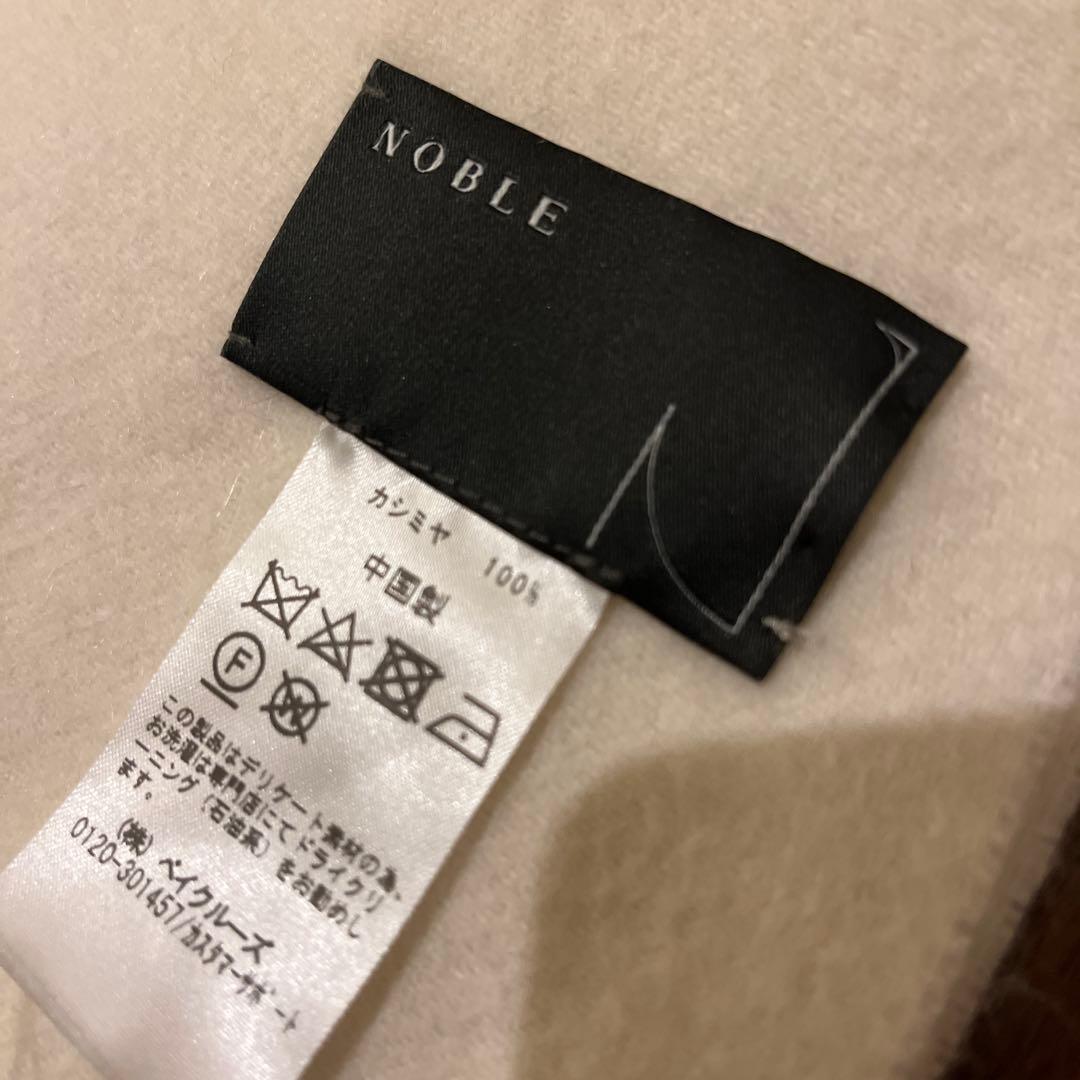 NOBLE
カシミヤ 100%
中国製
F
W
この製品はデリケート素材の為、
お洗濯は専門店にてドライクリ
ーニング（石油系）をお勧めし
ます。
(株) ベイクルーズ
0120-301457/カスタマーサポート